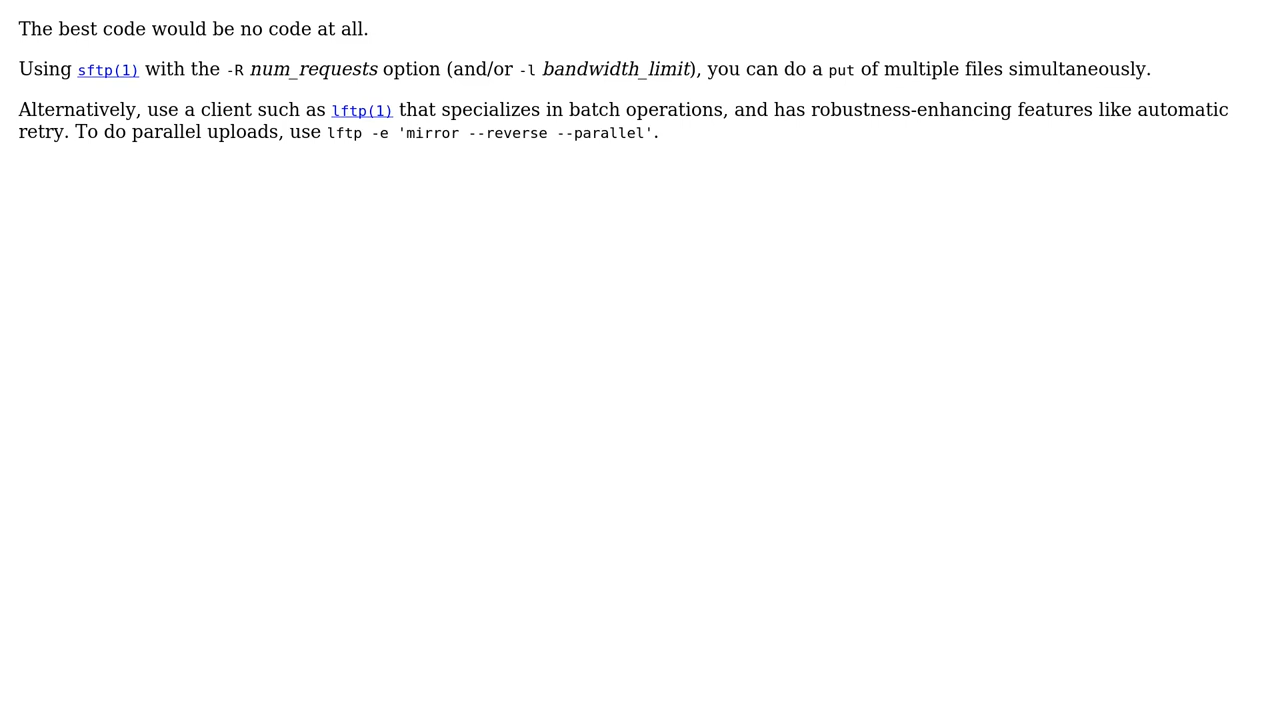 The best code would be no code at all.
Using sftp(1) with the -R num_requests option (and/or -l bandwidth_limit), you can do a put of multiple files simultaneously.
Alternatively, use a client such as lftp(1) that specializes in batch operations, and has robustness-enhancing features like automatic
retry. To do parallel uploads, use lftp -e 'mirror --reverse --parallel'.